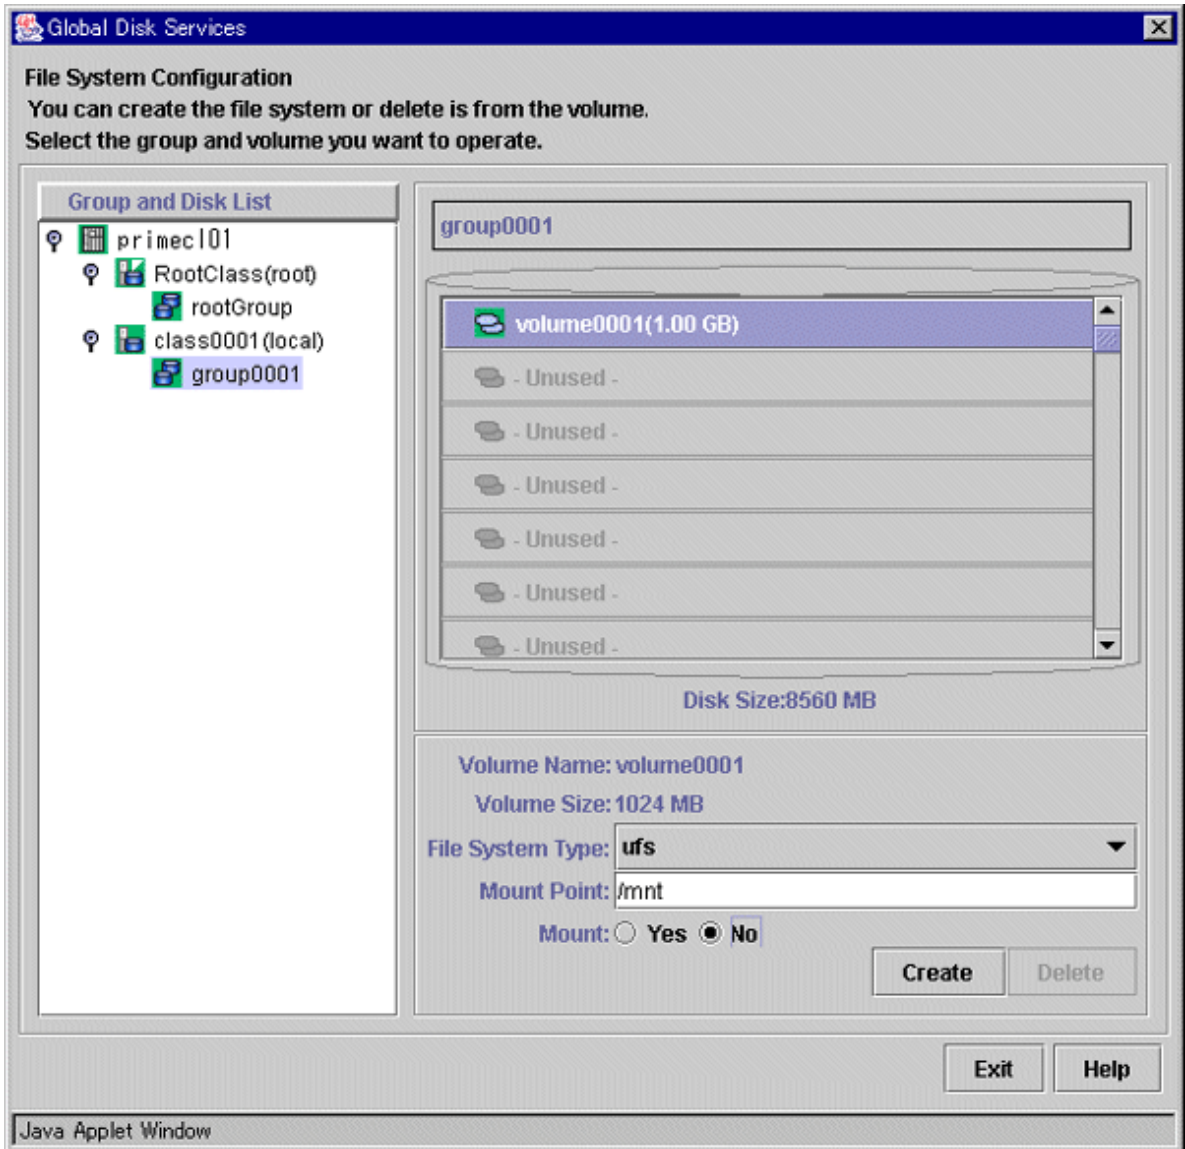 Global Disk Services
File System Configuration
You can create the file system or delete is from the volume.
Select the group and volume you want to operate.
Group and Disk List
primecl01
RootClass(root)
rootGroup
class0001(local)
group0001
group0001
volume0001(1.00 GB)
- Unused -
- Unused -
- Unused -
- Unused -
- Unused -
- Unused -
Disk Size:8560 MB
Volume Name: volume0001
Volume Size: 1024 MB
File System Type: ufs
Mount Point: /mnt
Mount: Yes No
Create Delete
Exit Help
Java Applet Window